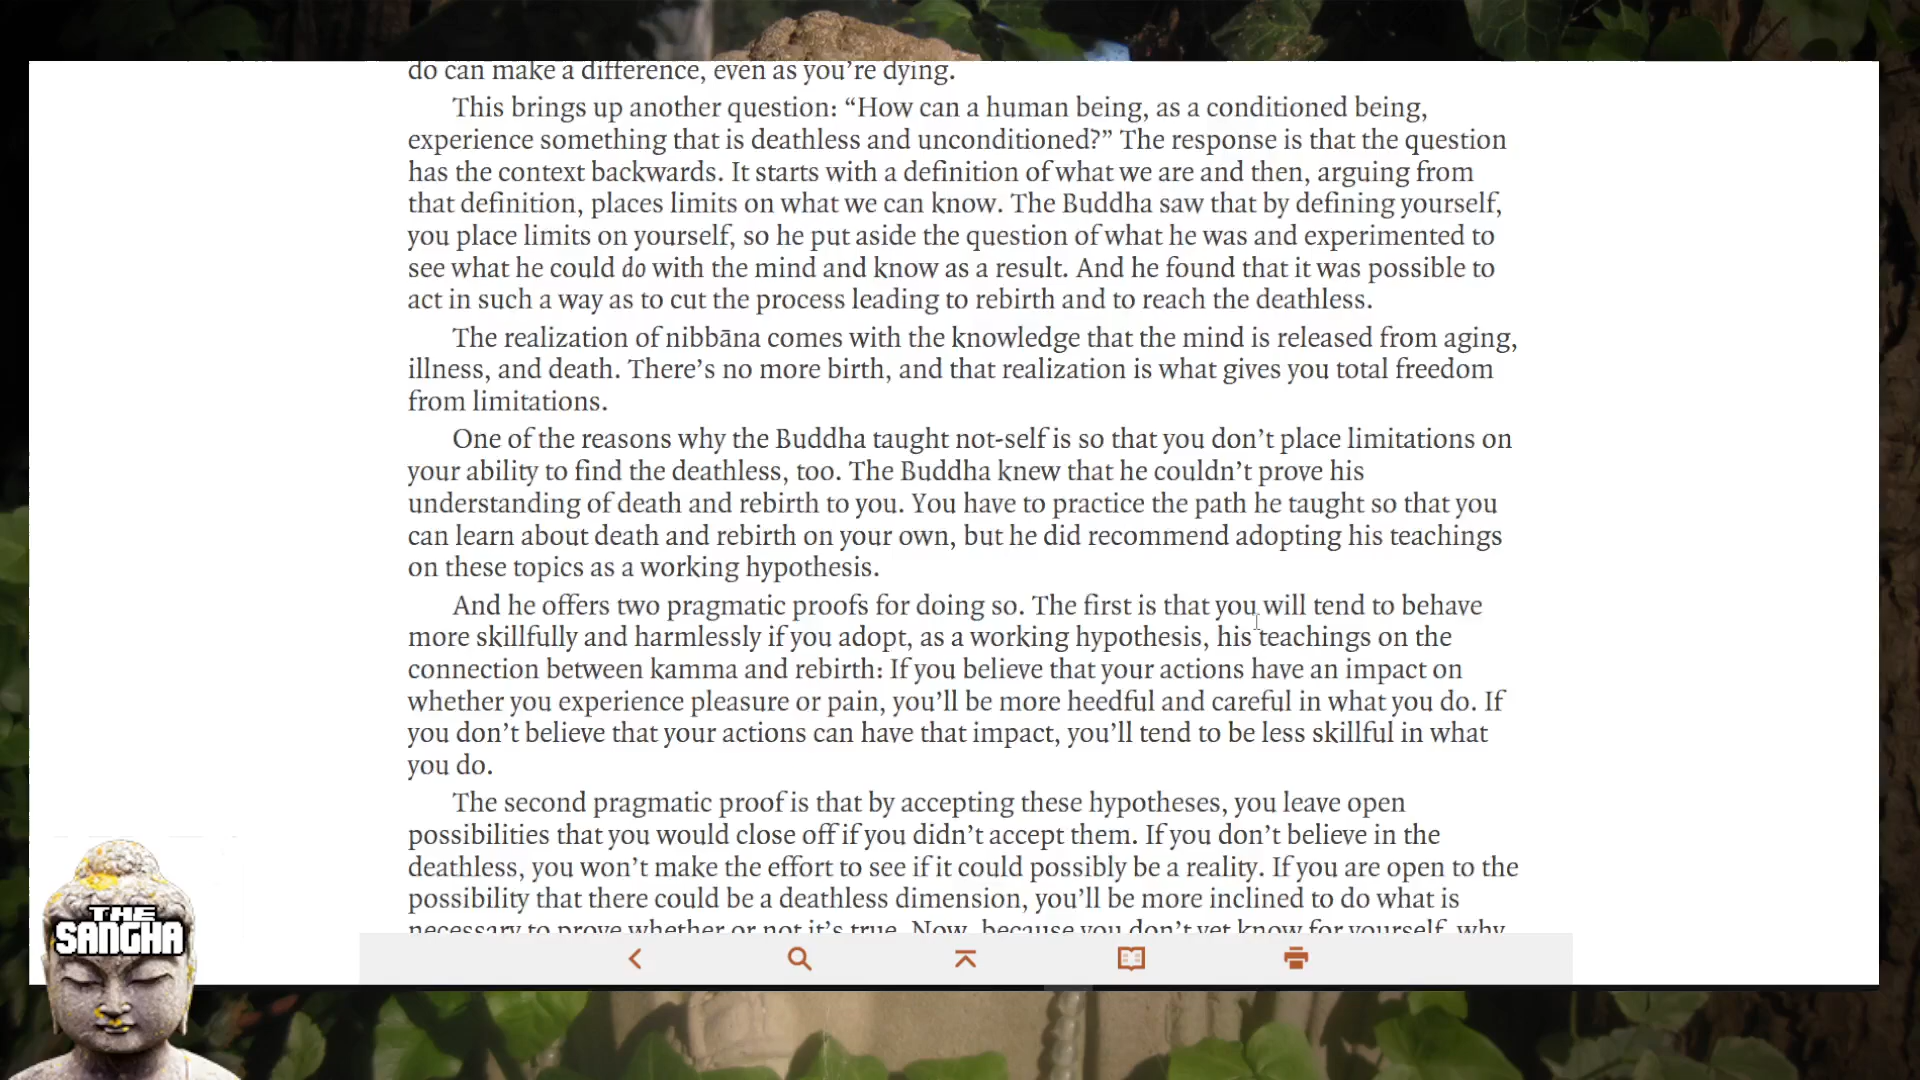 do can make a difference, even as you’re dying.
This brings up another question: “How can a human being, as a conditioned being,
experience something that is deathless and unconditioned?” The response is that the question
has the context backwards. It starts with a definition of what we are and then, arguing from
that definition, places limits on what we can know. The Buddha saw that by defining yourself,
you place limits on yourself, so he put aside the question of what he was and experimented to
see what he could do with the mind and know as a result. And he found that it was possible to
act in such a way as to cut the process leading to rebirth and to reach the deathless.
The realization of nibbāna comes with the knowledge that the mind is released from aging,
illness, and death. There’s no more birth, and that realization is what gives you total freedom
from limitations.
One of the reasons why the Buddha taught not-self is so that you don’t place limitations on
your ability to find the deathless, too. The Buddha knew that he couldn’t prove his
understanding of death and rebirth to you. You have to practice the path he taught so that you
can learn about death and rebirth on your own, but he did recommend adopting his teachings
on these topics as a working hypothesis.
And he offers two pragmatic proofs for doing so. The first is that you will tend to behave
more skillfully and harmlessly if you adopt, as a working hypothesis, his teachings on the
connection between kamma and rebirth: If you believe that your actions have an impact on
whether you experience pleasure or pain, you’ll be more heedful and careful in what you do. If
you don’t believe that your actions can have that impact, you’ll tend to be less skillful in what
you do.
The second pragmatic proof is that by accepting these hypotheses, you leave open
possibilities that you would close off if you didn’t accept them. If you don’t believe in the
deathless, you won’t make the effort to see if it could possibly be a reality. If you are open to the
possibility that there could be a deathless dimension, you’ll be more inclined to do what is
necessary to prove whether or not it’s true. Now, because you don’t yet know for yourself, why
THE
SANGHA